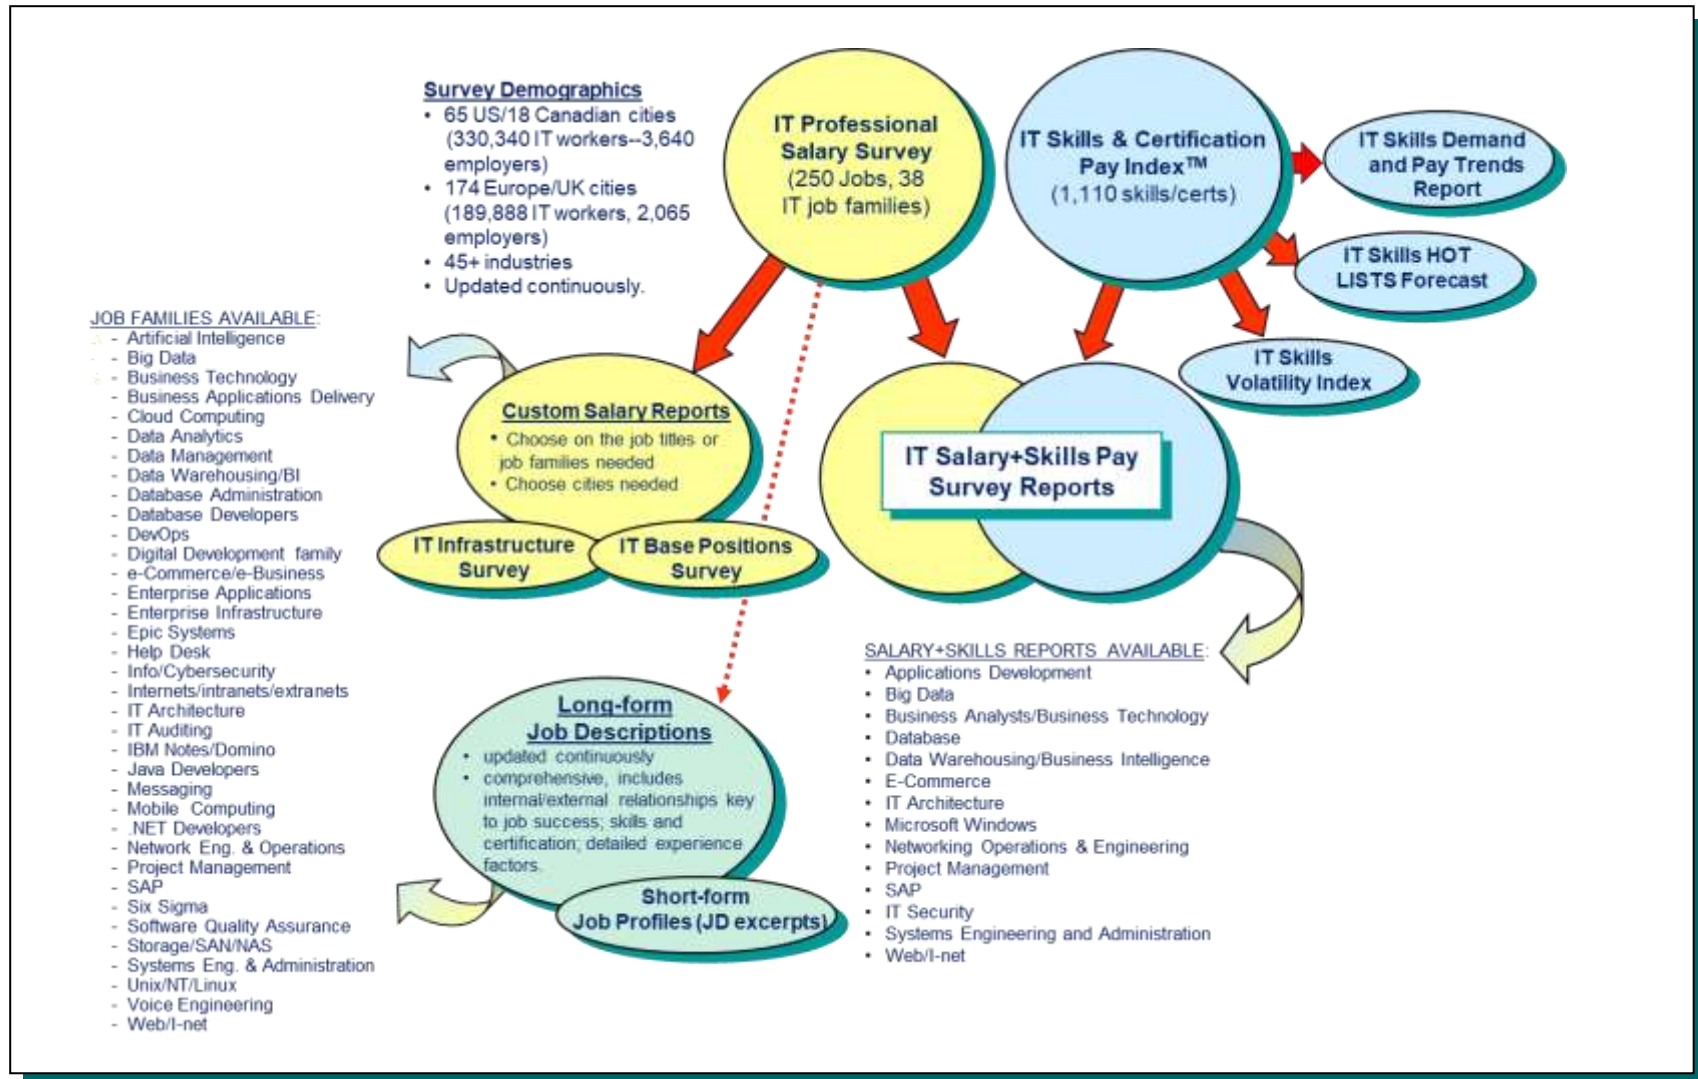 Survey Demographics
• 65 US/18 Canadian cities
(330,340 IT workers--3,640
employers)
• 174 Europe/UK cities
(189,888 IT workers, 2,065
employers)
• 45+ industries
• Updated continuously.
IT Professional
Salary Survey
(250 Jobs, 38
IT job families)
IT Skills & Certification
Pay Index™
(1,110 skills/certs)
IT Skills Demand
and Pay Trends
Report
IT Skills HOT
LISTS Forecast
IT Skills
Volatility Index
JOB FAMILIES AVAILABLE:
- Artificial Intelligence
- Big Data
- Business Technology
- Business Applications Delivery
- Cloud Computing
- Data Analytics
- Data Management
- Data Warehousing/BI
- Database Administration
- Database Developers
- DevOps
- Digital Development family
- e-Commerce/e-Business
- Enterprise Applications
- Enterprise Infrastructure
- Epic Systems
- Help Desk
- Info/Cybersecurity
- Internets/intranets/extranets
- IT Architecture
- IT Auditing
- IBM Notes/Domino
- Java Developers
- Messaging
- Mobile Computing
- .NET Developers
- Network Eng. & Operations
- Project Management
- SAP
- Six Sigma
- Software Quality Assurance
- Storage/SAN/NAS
- Systems Eng. & Administration
- Unix/NT/Linux
- Voice Engineering
- Web/I-net
Custom Salary Reports
• Choose on the job titles or
job families needed
• Choose cities needed
IT Infrastructure
Survey
IT Base Positions
Survey
IT Salary+Skills Pay
Survey Reports
Long-form
Job Descriptions
• updated continuously
• comprehensive, includes
internal/external relationships key
to job success; skills and
certification; detailed experience
factors.
Short-form
Job Profiles (JD excerpts)
SALARY+SKILLS REPORTS AVAILABLE:
• Applications Development
• Big Data
• Business Analysts/Business Technology
• Database
• Data Warehousing/Business Intelligence
• E-Commerce
• IT Architecture
• Microsoft Windows
• Networking Operations & Engineering
• Project Management
• SAP
• IT Security
• Systems Engineering and Administration
• Web/I-net